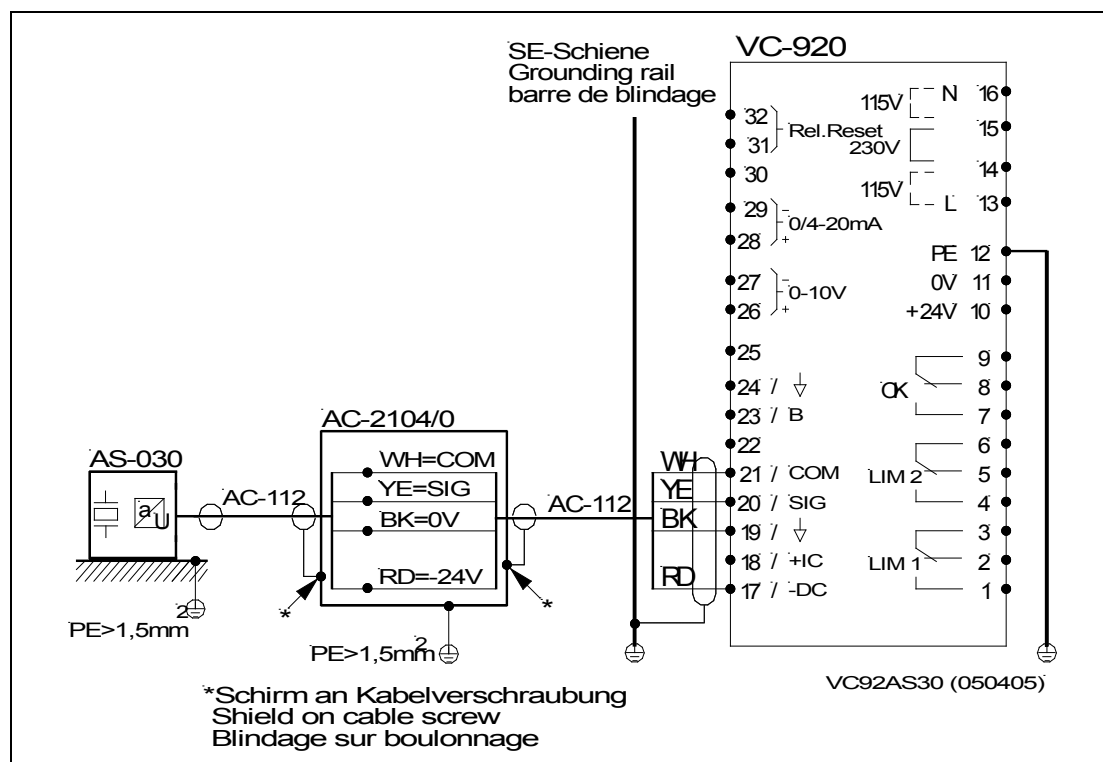 SE-Schiene
Grounding rail
barre de blindage
VC-920
32
31
Rel.Reset
30
29 -
28 +
0/4-20mA
27 -
26 +
0-10V
25
24 / ↓
23 / B
22
21 / COM
20 / SIG
19 / ↓
18 / +IC
17 / -DC
115V N 16
15
230V
14
115V L 13
PE 12
0V 11
+24V 10
9
OK 8
7
6
LIM 2 5
4
3
LIM 1 2
1
AS-030
a
U
AC-112
AC-2104/0
WH=COM
YE=SIG
BK=0V
RD=-24V
AC-112
WH
YE
BK
RD
*
*
PE>1,5mm2
PE>1,5mm2
*Schirm an Kabelverschraubung
Shield on cable screw
Blindage sur boulonnage
VC92AS30 (050405)